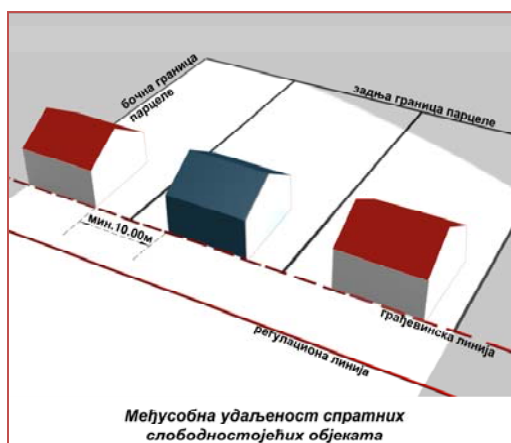 бочна граница
парцеле
задња граница парцеле
мин.10.00м
грађевинска линија
регулациона линија
Међусобна удаљеност спратних
слободностојећих објеката